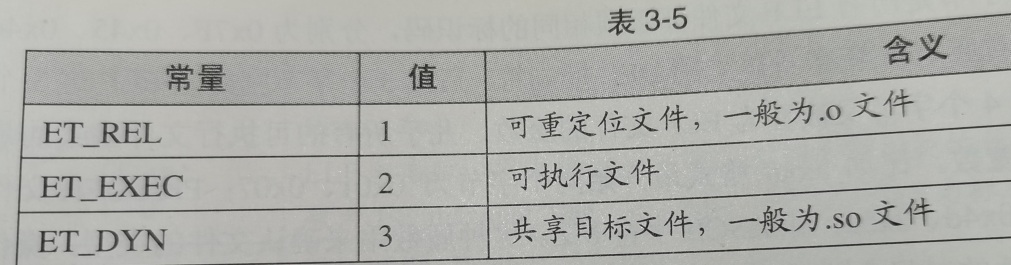 表 3-5
常量 值 含义
ET_REL 1 可重定位文件，一般为.o 文件
ET_EXEC 2 可执行文件
ET_DYN 3 共享目标文件，一般为.so 文件